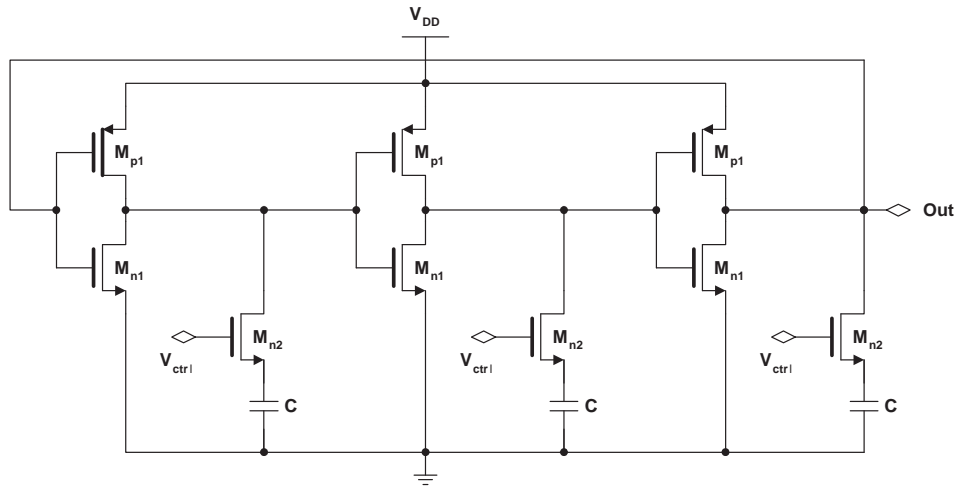 V_DD
M_p1
M_p1
M_p1
Out
M_n1
M_n1
M_n1
M_n2
M_n2
M_n2
V_ctrl
V_ctrl
V_ctrl
C
C
C